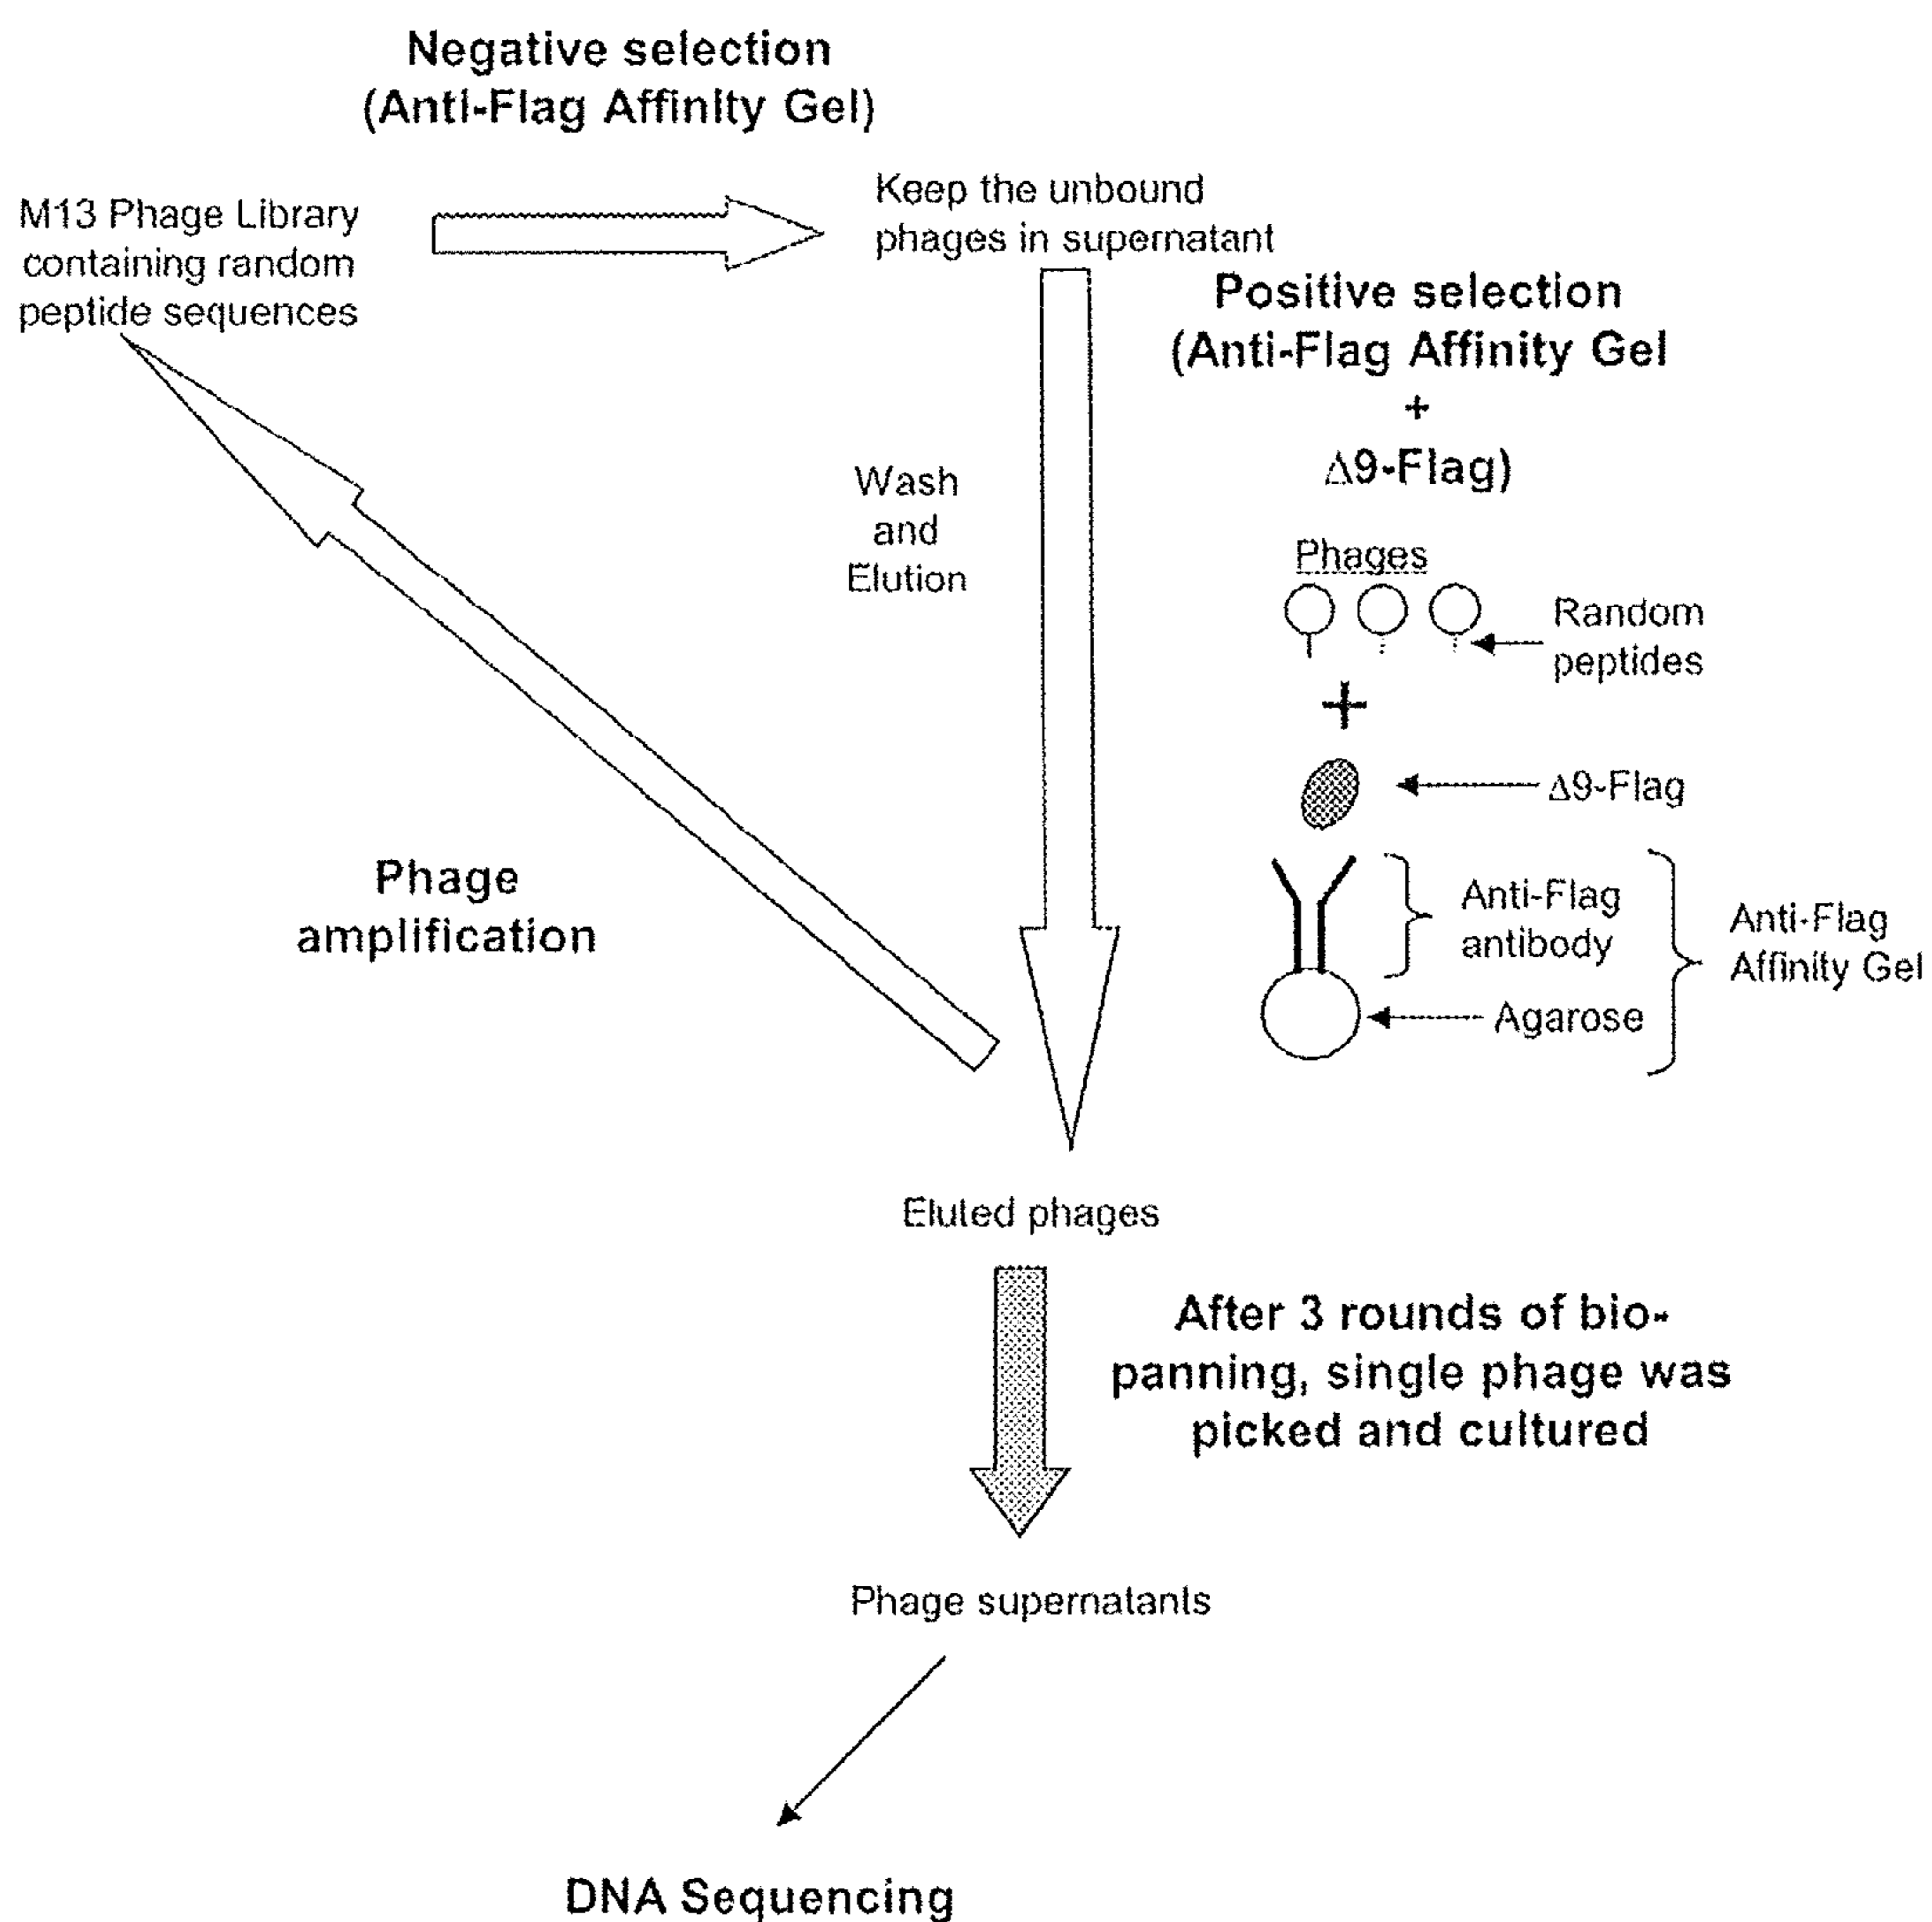 Negative selection
(Anti-Flag Affinity Gel)
M13 Phage Library
containing random
peptide sequences
Keep the unbound
phages in supernatant
Positive selection
(Anti-Flag Affinity Gel
+
Δ9-Flag)
Wash
and
Elution
Phages
Random
peptides
+
Δ9-Flag
Phage
amplification
Anti-Flag
antibody
Anti-Flag
Affinity Gel
Agarose
Eluted phages
After 3 rounds of bio-
panning, single phage was
picked and cultured
Phage supernatants
DNA Sequencing